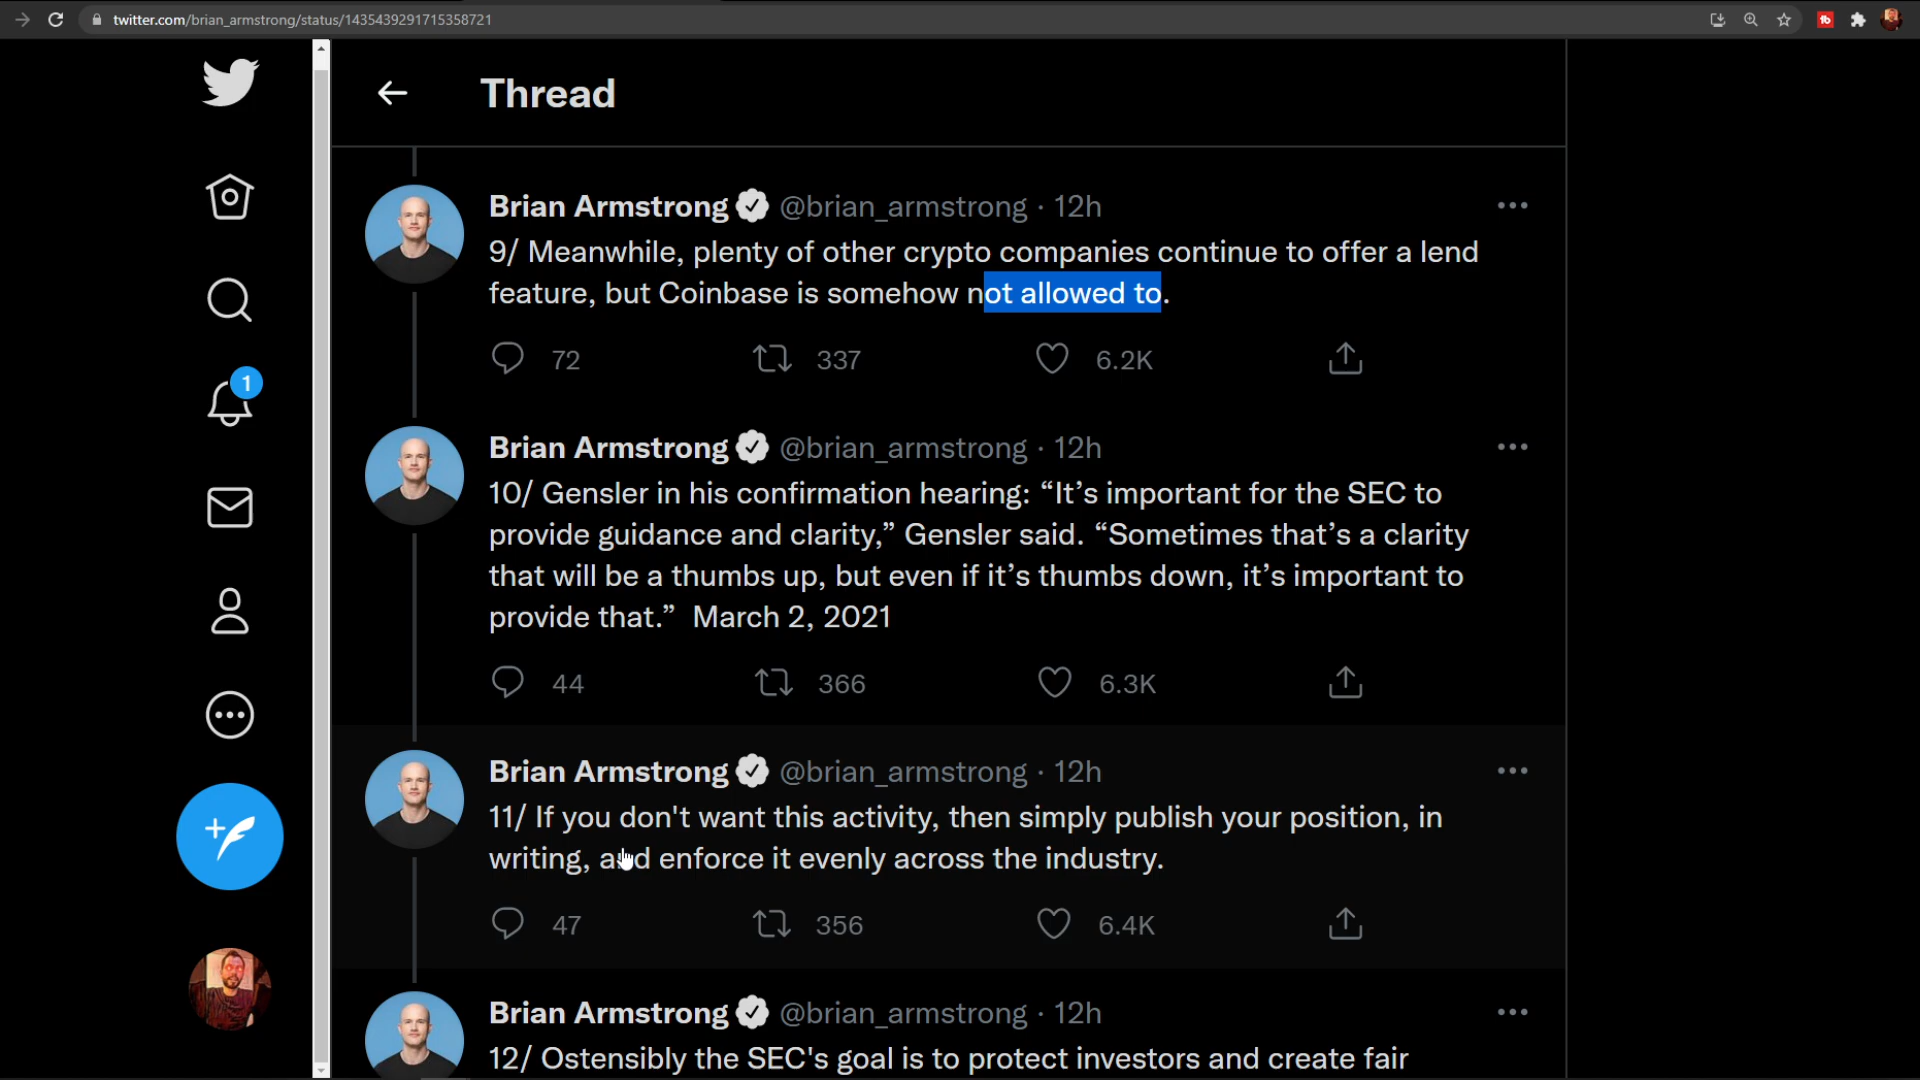 twitter.com/brian_armstrong/status/1435439291715358721
Thread
Brian Armstrong @brian_armstrong · 12h
9/ Meanwhile, plenty of other crypto companies continue to offer a lend
feature, but Coinbase is somehow not allowed to.
72 337 6.2K
1
Brian Armstrong @brian_armstrong · 12h
10/ Gensler in his confirmation hearing: “It’s important for the SEC to
provide guidance and clarity,” Gensler said. “Sometimes that’s a clarity
that will be a thumbs up, but even if it’s thumbs down, it’s important to
provide that.” March 2, 2021
44 366 6.3K
Brian Armstrong @brian_armstrong · 12h
11/ If you don't want this activity, then simply publish your position, in
writing, and enforce it evenly across the industry.
47 356 6.4K
Brian Armstrong @brian_armstrong · 12h
12/ Ostensibly the SEC's goal is to protect investors and create fair